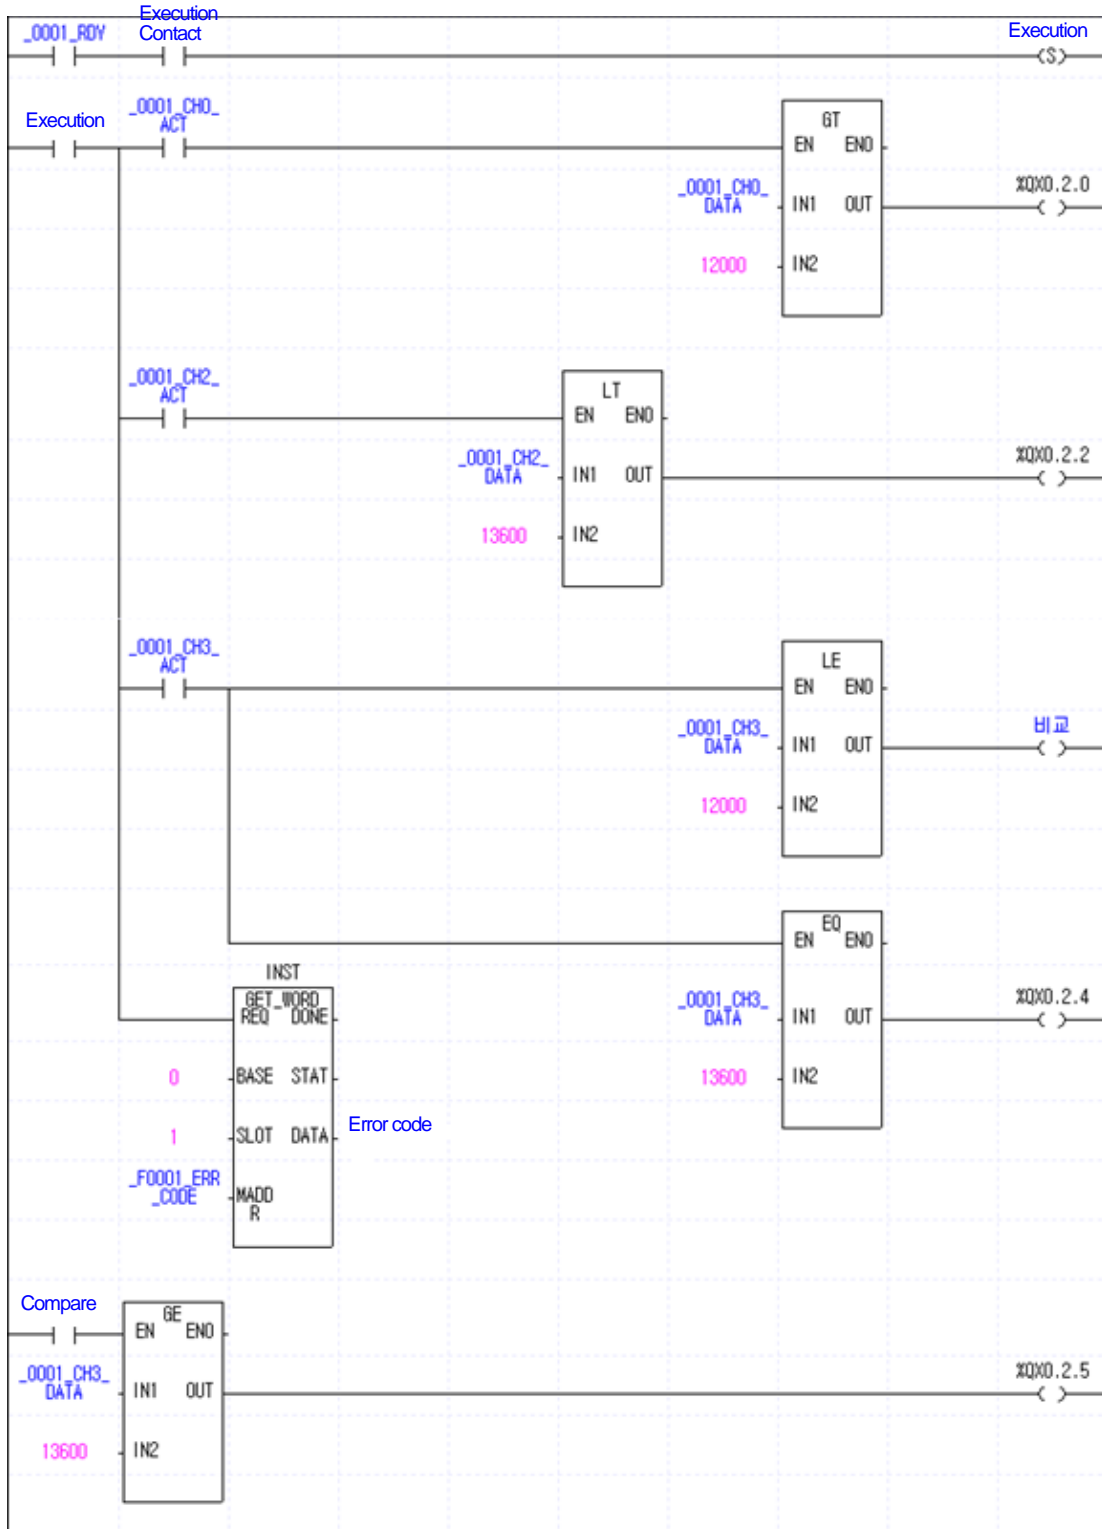 Execution
_0001_RDY Contact Execution
(S)
_0001_CH0_
Execution ACT
GT
EN ENO
_0001_CH0_ %QX0.2.0
DATA IN1 OUT
12000 IN2
_0001_CH2_
ACT
LT
EN ENO
_0001_CH2_ %QX0.2.2
DATA IN1 OUT
13600 IN2
_0001_CH3_
ACT
LE
EN ENO
_0001_CH3_ 비교
DATA IN1 OUT
12000 IN2
EQ
EN ENO
INST
GET_WORD
REQ DONE
_0001_CH3_ %QX0.2.4
DATA IN1 OUT
0 BASE STAT
13600 IN2
1 SLOT DATA Error code
_F0001_ERR
_CODE MADD
R
Compare
GE
EN ENO
_0001_CH3_ %QX0.2.5
DATA IN1 OUT
13600 IN2